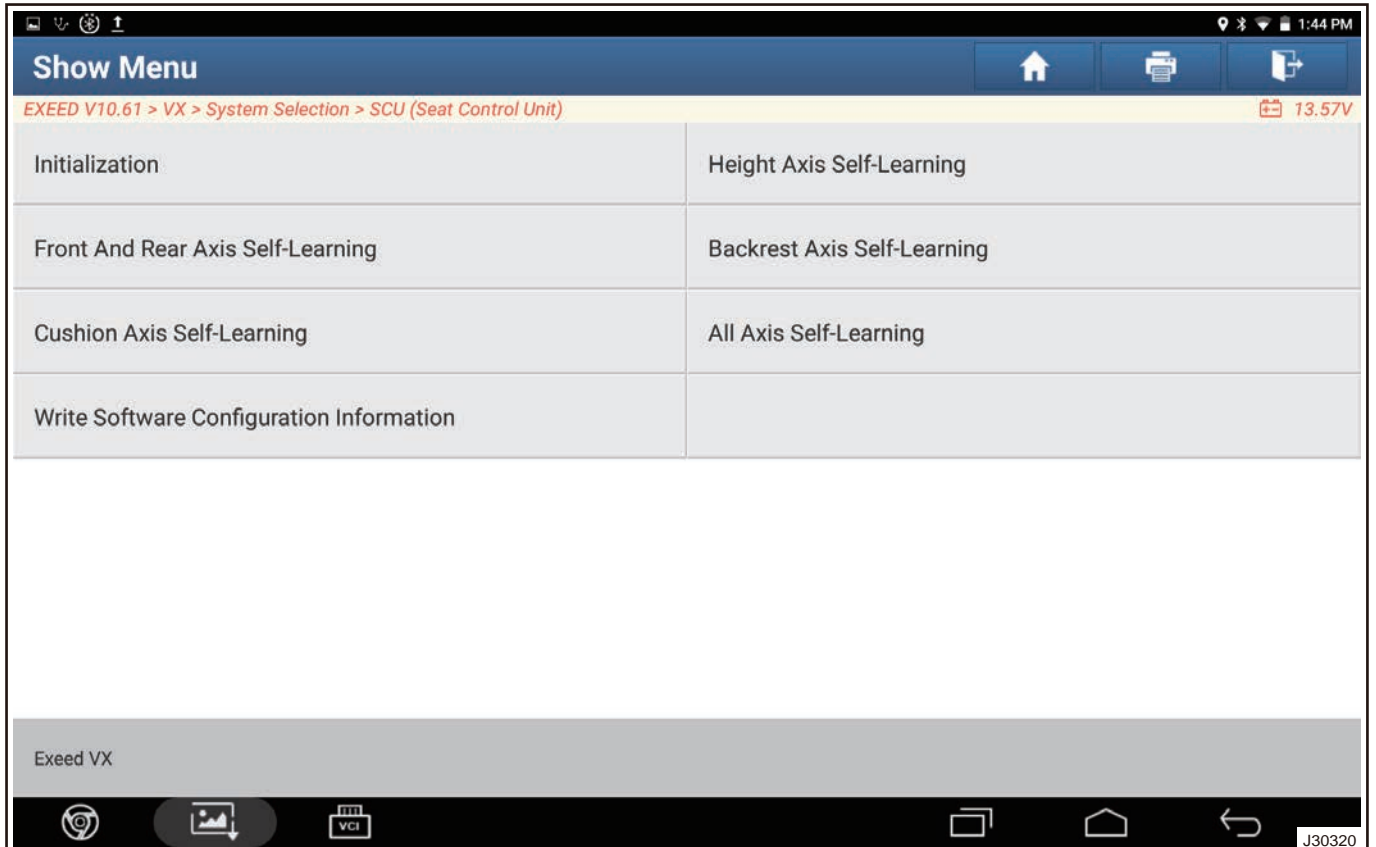 1:44 PM
Show Menu
EXEED V10.61 > VX > System Selection > SCU (Seat Control Unit)
13.57V
Initialization
Height Axis Self-Learning
Front And Rear Axis Self-Learning
Backrest Axis Self-Learning
Cushion Axis Self-Learning
All Axis Self-Learning
Write Software Configuration Information
Exeed VX
VCI
J30320